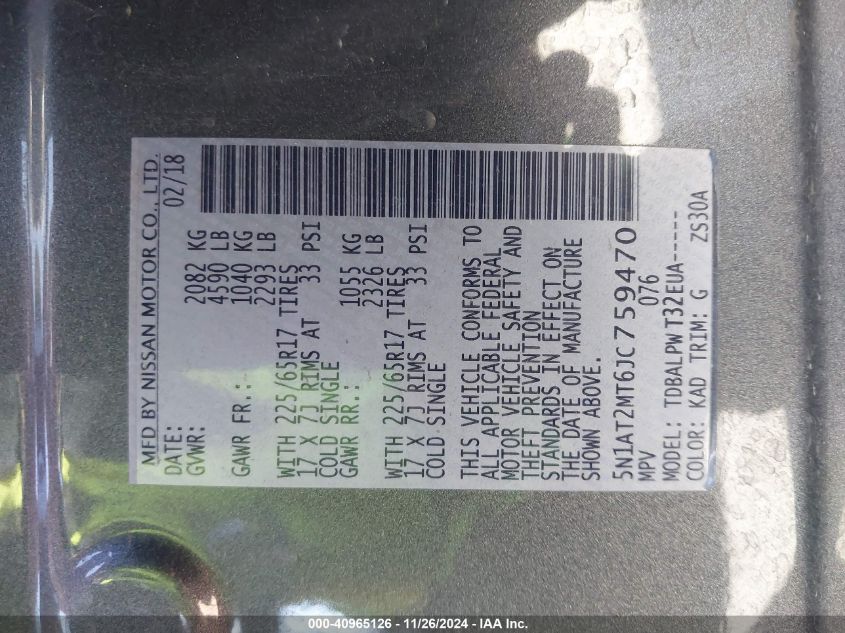 MFD BY NISSAN MOTOR CO., LTD.
DATE: 02/18
GVWR: 2082 KG
4590 LB
GAWR FR.: 1040 KG
2293 LB
WITH 225/65R17 TIRES
17 X 7J RIMS AT 33 PSI
COLD SINGLE
GAWR RR.: 1055 KG
2326 LB
WITH 225/65R17 TIRES
17 X 7J RIMS AT 33 PSI
COLD SINGLE
THIS VEHICLE CONFORMS TO
ALL APPLICABLE FEDERAL
MOTOR VEHICLE SAFETY AND
THEFT PREVENTION
STANDARDS IN EFFECT ON
THE DATE OF MANUFACTURE
SHOWN ABOVE.
5N1AT2MT6JC759470
MPV 076
MODEL: TDBALPW T32EUA-----
COLOR: KAD TRIM: G ZS30A
000-40965126 - 11/26/2024 - IAA Inc.